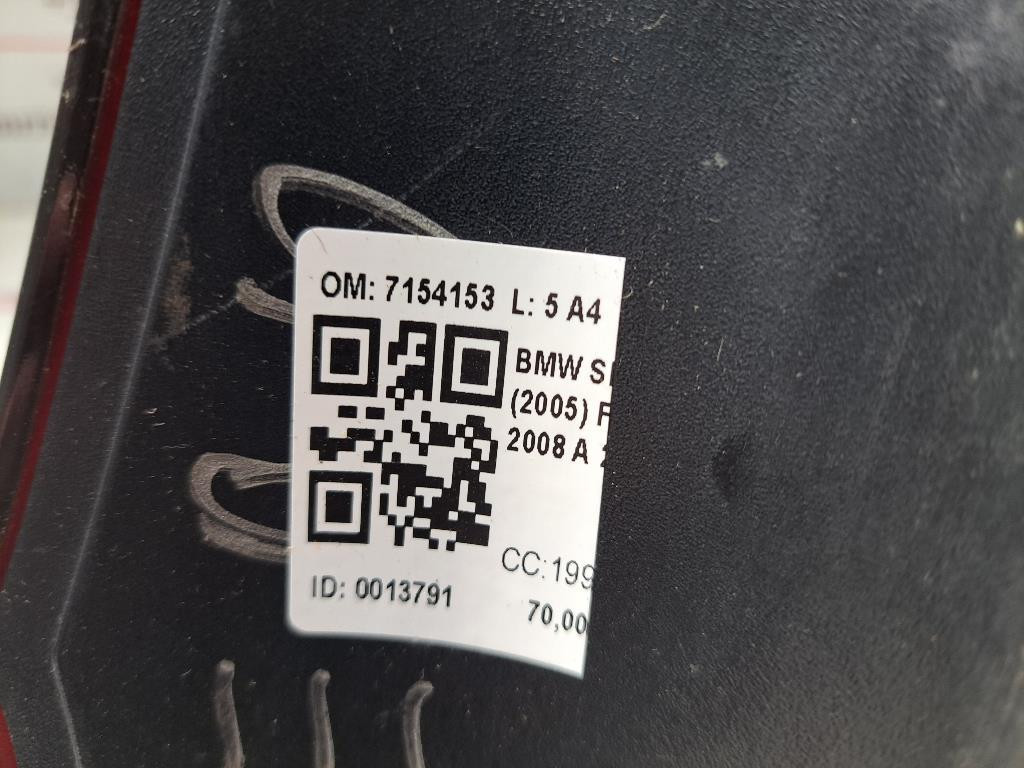 OM: 7154153 L: 5 A4
BMW
(2005)
2008 A
CC:199
ID: 0013791
70,00